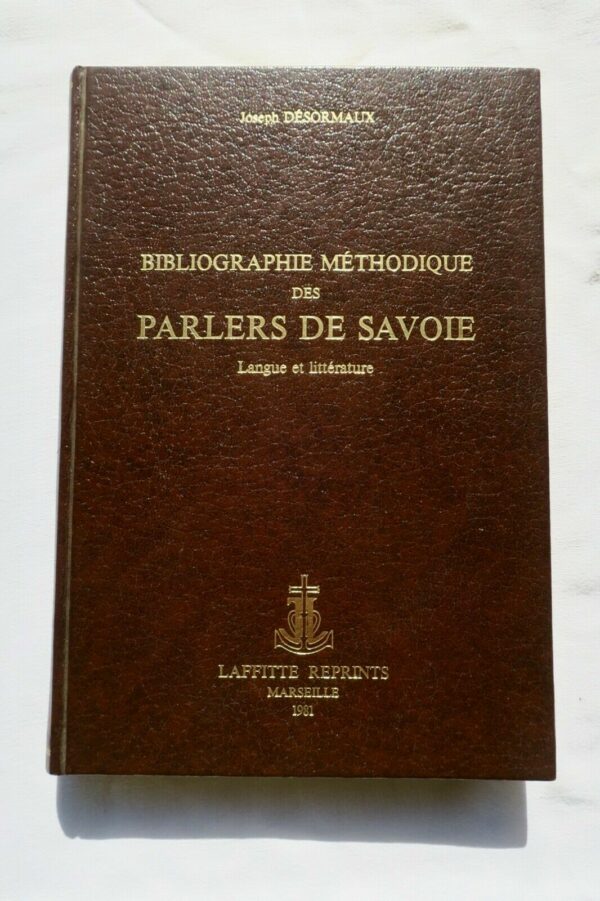 Joseph DÉSORMAUX
BIBLIOGRAPHIE MÉTHODIQUE
DES
PARLERS DE SAVOIE
Langue et littérature
LAFFITTE REPRINTS
MARSEILLE
1981